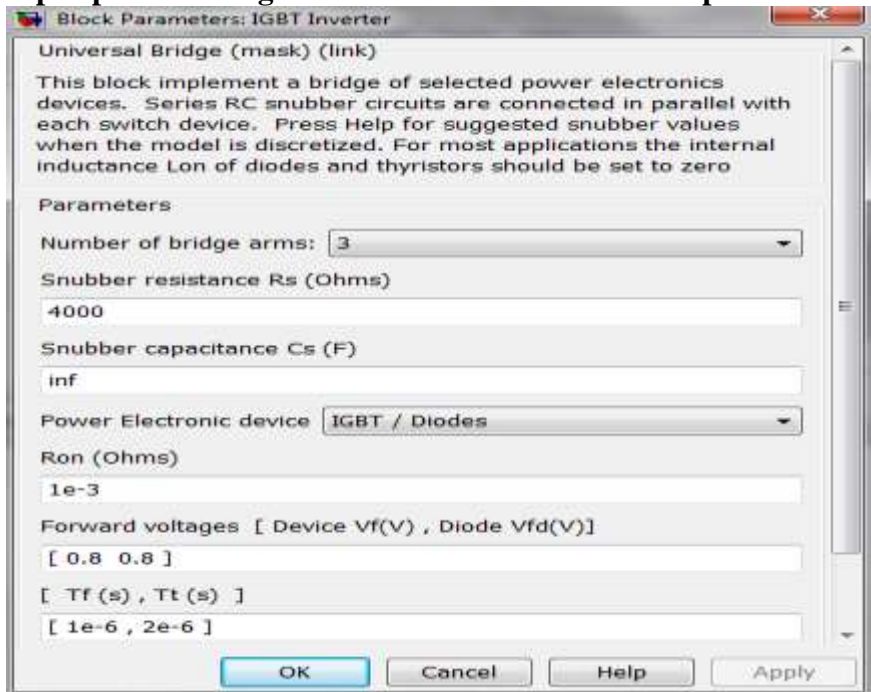 Block Parameters: IGBT Inverter
Universal Bridge (mask) (link)
This block implement a bridge of selected power electronics
devices. Series RC snubber circuits are connected in parallel with
each switch device. Press Help for suggested snubber values
when the model is discretized. For most applications the internal
inductance Lon of diodes and thyristors should be set to zero
Parameters
Number of bridge arms: 3
Snubber resistance Rs (Ohms)
4000
Snubber capacitance Cs (F)
inf
Power Electronic device IGBT / Diodes
Ron (Ohms)
1e-3
Forward voltages [ Device Vf(V) , Diode Vfd(V)]
[ 0.8 0.8 ]
[ Tf (s) , Tt (s) ]
[ 1e-6 , 2e-6 ]
OK Cancel Help Apply